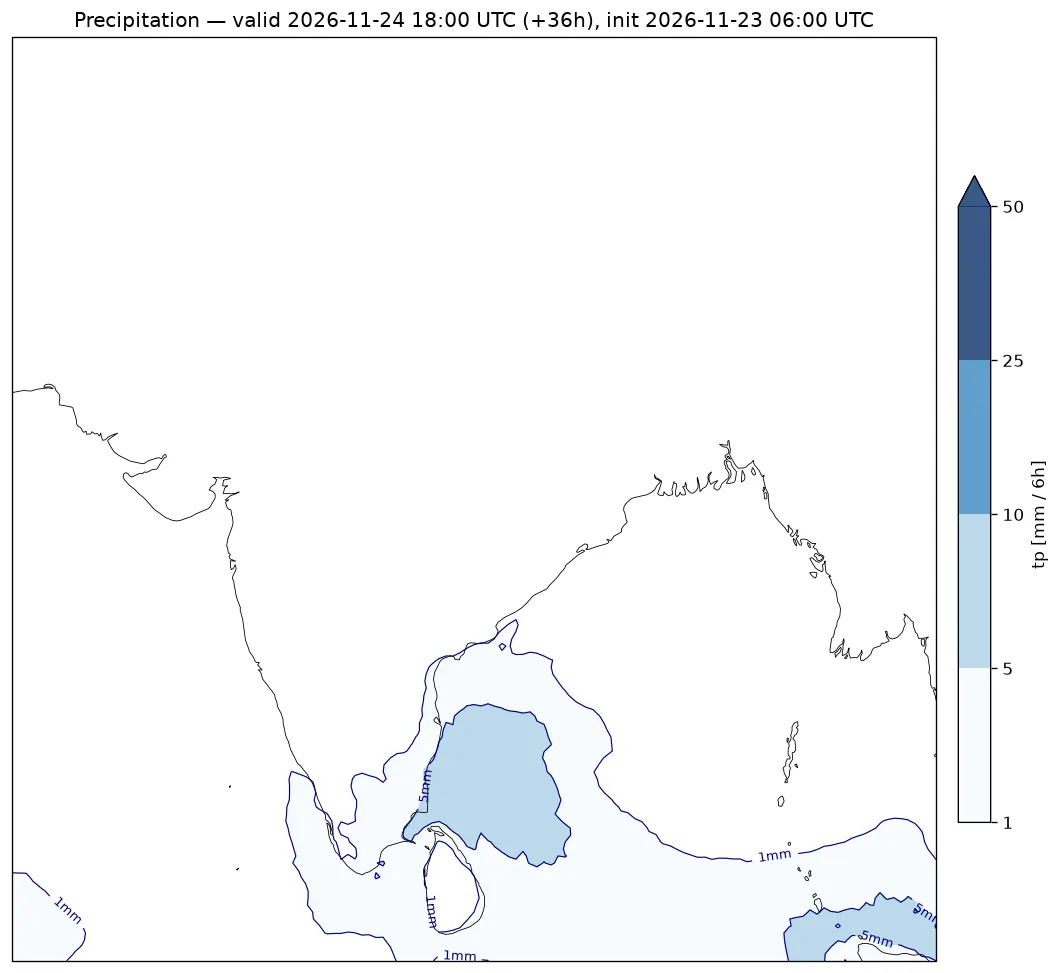 Precipitation — valid 2026-11-24 18:00 UTC (+36h), init 2026-11-23 06:00 UTC
50
25
10
5
1
tp [mm / 6h]
5mm
1mm
1mm
1mm
5mm
5mm
1mm